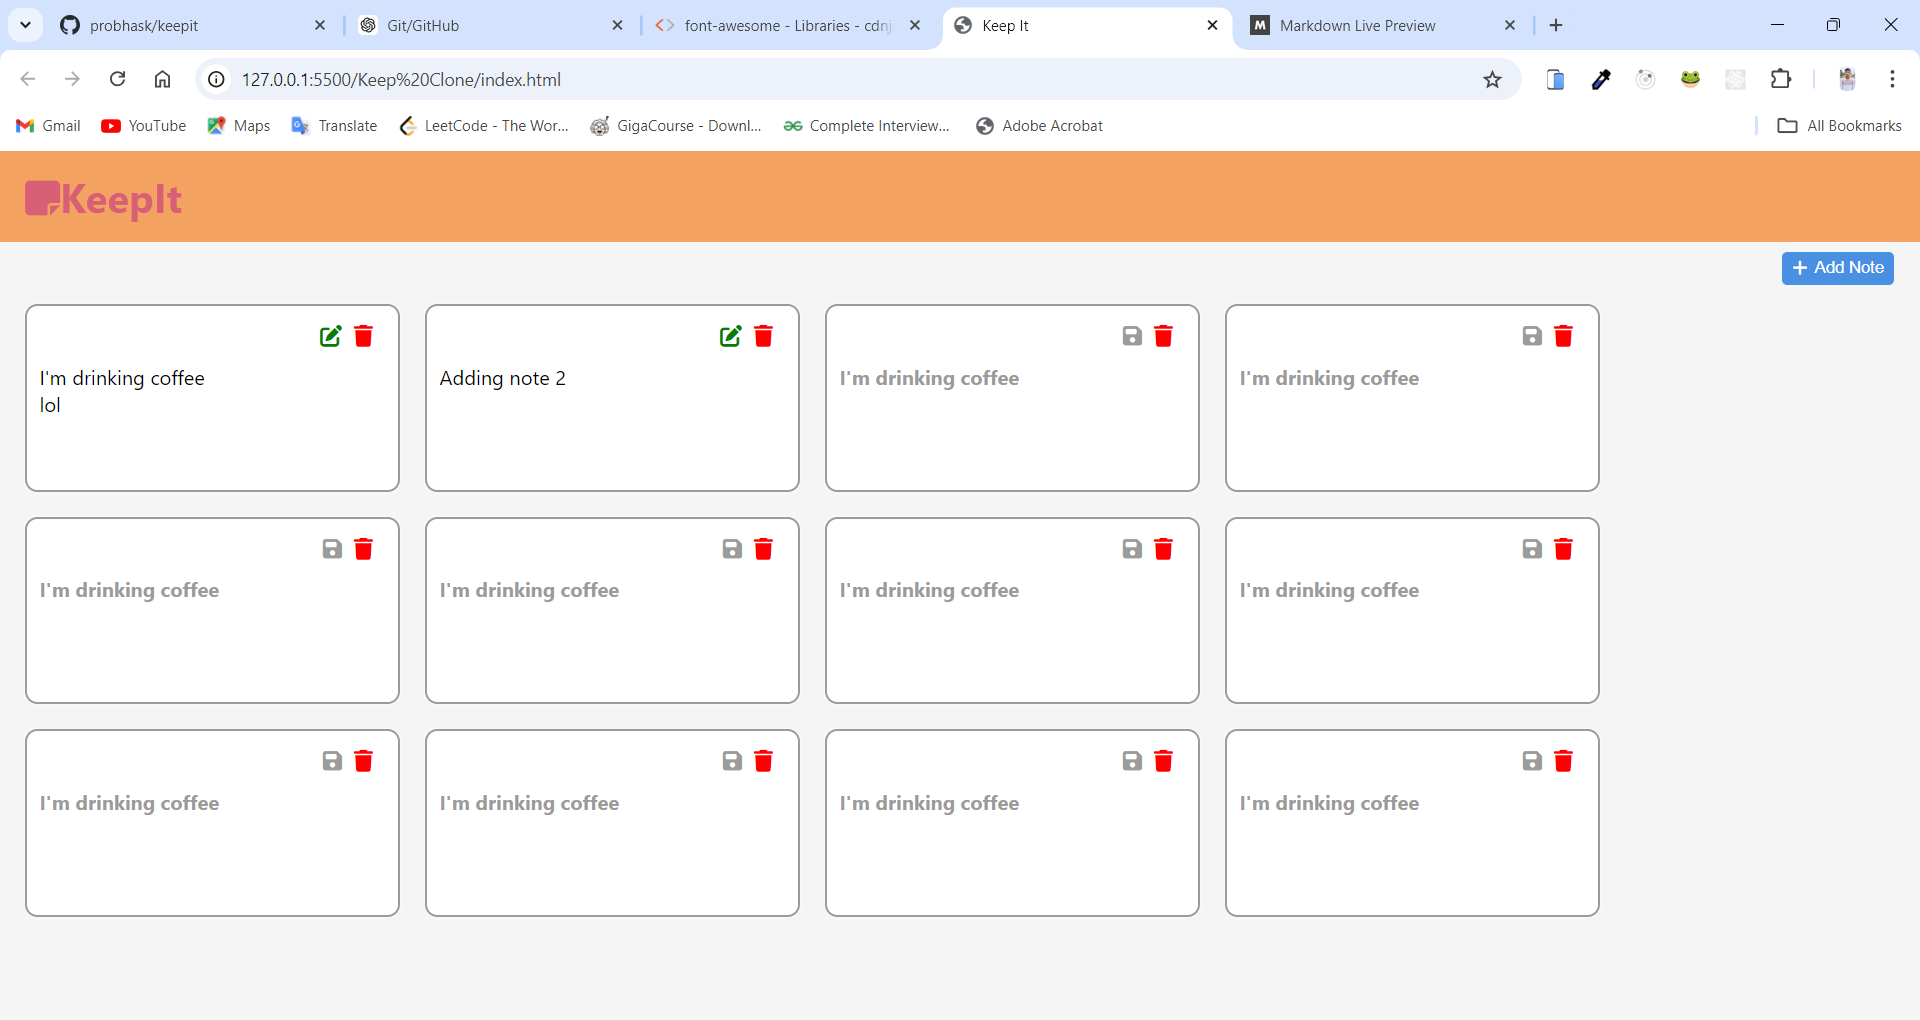 probhask/keepit
Git/GitHub
font-awesome - Libraries - cdnj
Keep It
Markdown Live Preview
127.0.0.1:5500/Keep%20Clone/index.html
Gmail
YouTube
Maps
Translate
LeetCode - The Wor...
GigaCourse - Downl...
Complete Interview...
Adobe Acrobat
All Bookmarks
KeepIt
Add Note
I'm drinking coffee
lol
Adding note 2
I'm drinking coffee
I'm drinking coffee
I'm drinking coffee
I'm drinking coffee
I'm drinking coffee
I'm drinking coffee
I'm drinking coffee
I'm drinking coffee
I'm drinking coffee
I'm drinking coffee